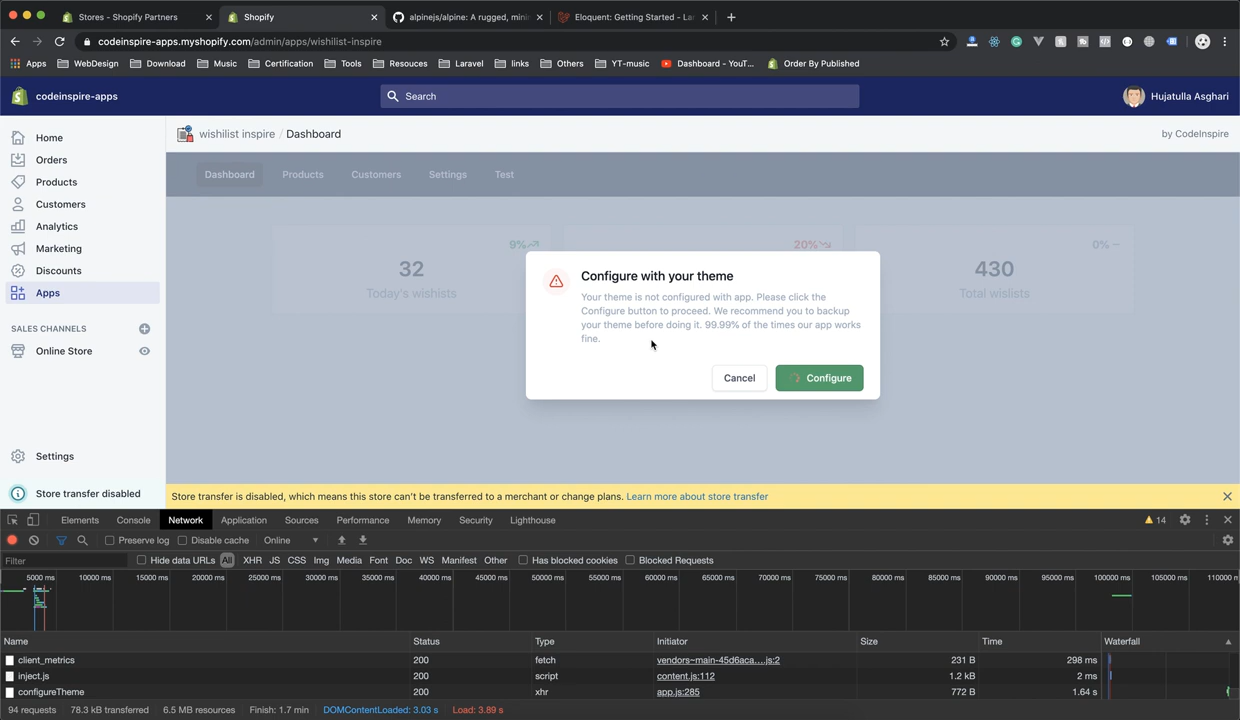 Stores - Shopify Partners
Shopify
alpinejs/alpine: A rugged, mini
Eloquent: Getting Started - La
codeinspire-apps.myshopify.com/admin/apps/wishilist-inspire
Apps WebDesign Download Music Certification Tools Resouces Laravel links Others YT-music Dashboard - YouT... Order By Published
codeinspire-apps
Search
Hujatulla Asghari
Home
Orders
Products
Customers
Analytics
Marketing
Discounts
Apps
SALES CHANNELS
Online Store
Settings
Store transfer disabled
wishilist inspire / Dashboard
by CodeInspire
Dashboard Products Customers Settings Test
9%
32
Today's wishists
20%
0%
430
Total wislists
Configure with your theme
Your theme is not configured with app. Please click the
Configure button to proceed. We recommend you to backup
your theme before doing it. 99.99% of the times our app works
fine.
Cancel Configure
Store transfer is disabled, which means this store can't be transferred to a merchant or change plans. Learn more about store transfer
Elements Console Network Application Sources Performance Memory Security Lighthouse
14
Preserve log Disable cache Online
Filter Hide data URLs All XHR JS CSS Img Media Font Doc WS Manifest Other Has blocked cookies Blocked Requests
5000 ms 10000 ms 15000 ms 20000 ms 25000 ms 30000 ms 35000 ms 40000 ms 45000 ms 50000 ms 55000 ms 60000 ms 65000 ms 70000 ms 75000 ms 80000 ms 85000 ms 90000 ms 95000 ms 100000 ms 105000 ms 110000 m
Name Status Type Initiator Size Time Waterfall
client_metrics 200 fetch vendors~main-45d6aca....js:2 231 B 298 ms
inject.js 200 script content.js:112 1.2 kB 2 ms
configureTheme 200 xhr app.js:285 772 B 1.64 s
94 requests 78.3 kB transferred 6.5 MB resources Finish: 1.7 min DOMContentLoaded: 3.03 s Load: 3.89 s